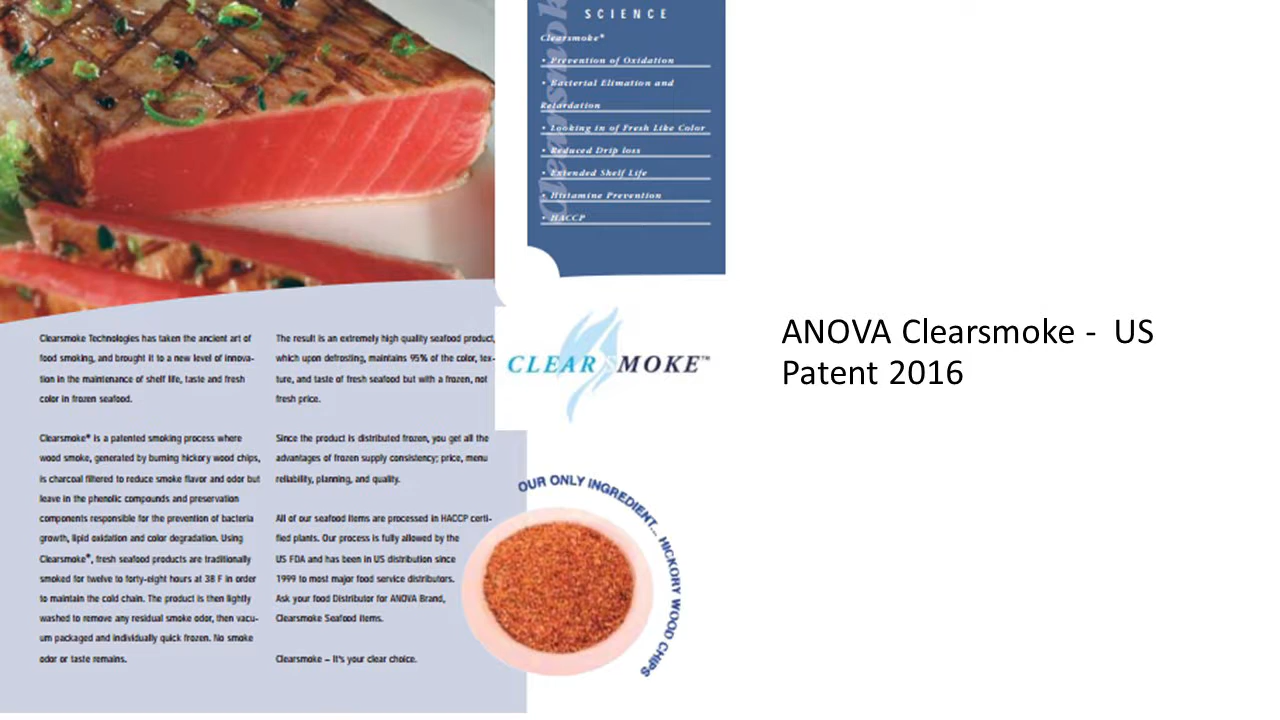 SCIENCE
Clearsmoke
Clearsmoke*
• Prevention of Oxidation
• Bacterial Elimation and
Retardation
• Looking in of Fresh Like Color
• Reduced Drip loss
• Extended Shelf Life
• Histamine Prevention
• HACCP
Clearsmoke Technologies has taken the ancient art of
food smoking, and brought it to a new level of innova-
tion in the maintenance of shelf life, taste and fresh
color in frozen seafood.
Clearsmoke® is a patented smoking process where
wood smoke, generated by burning hickory wood chips,
is charcoal filtered to reduce smoke flavor and odor but
leave in the phenolic compounds and preservation
components responsible for the prevention of bacteria
growth, lipid oxidation and color degradation. Using
Clearsmoke®, fresh seafood products are traditionally
smoked for twelve to forty-eight hours at 38 F in order
to maintain the cold chain. The product is then lightly
washed to remove any residual smoke odor, then vacu-
um packaged and individually quick frozen. No smoke
odor or taste remains.
The result is an extremely high quality seafood product,
which upon defrosting, maintains 95% of the color, tex-
ture, and taste of fresh seafood but with a frozen, not
fresh price.
Since the product is distributed frozen, you get all the
advantages of frozen supply consistency; price, menu
reliability, planning, and quality.
All of our seafood items are processed in HACCP certi-
fied plants. Our process is fully allowed by the
US FDA and has been in US distribution since
1999 to most major food service distributors.
Ask your food Distributor for ANOVA Brand,
Clearsmoke Seafood items.
Clearsmoke – It's your clear choice.
CLEARSMOKE™
OUR ONLY INGREDIENT... HICKORY WOOD CHIPS
ANOVA Clearsmoke - US
Patent 2016